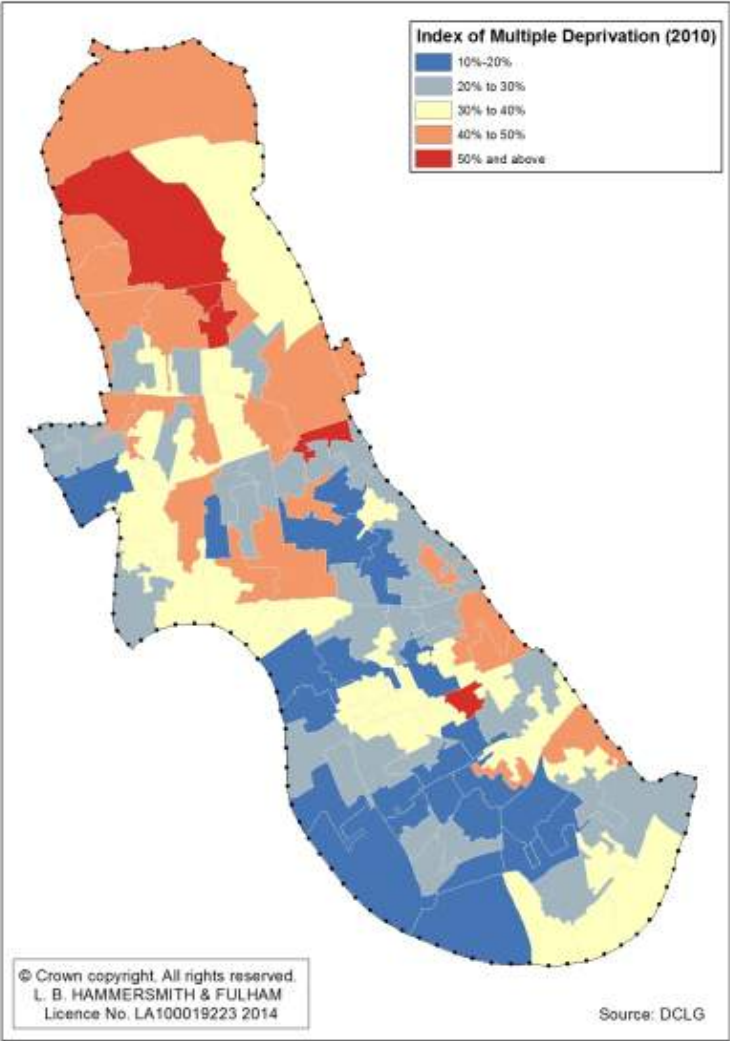 Index of Multiple Deprivation (2010)
10%-20%
20% to 30%
30% to 40%
40% to 50%
50% and above
© Crown copyright. All rights reserved.
L. B. HAMMERSMITH & FULHAM
Licence No. LA100019223 2014
Source: DCLG